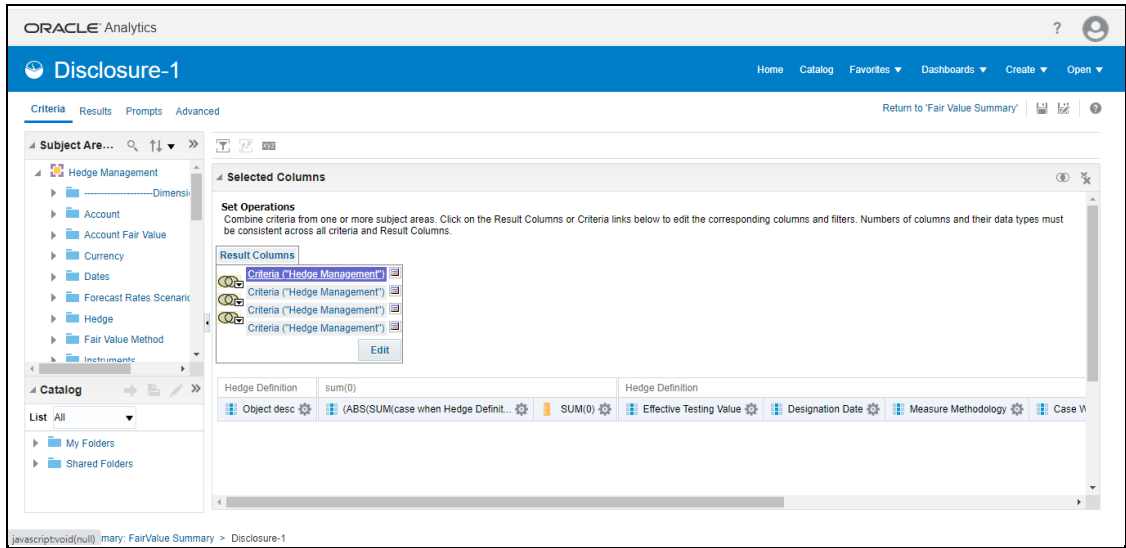 ORACLE Analytics
?
Disclosure-1
Home Catalog Favorites Dashboards Create Open
Criteria Results Prompts Advanced
Return to 'Fair Value Summary'
Subject Are...
Hedge Management
----------------------Dimensi
Account
Account Fair Value
Currency
Dates
Forecast Rates Scenaric
Hedge
Fair Value Method
Instruments
Catalog
List All
My Folders
Shared Folders
xyz
Selected Columns
Set Operations
Combine criteria from one or more subject areas. Click on the Result Columns or Criteria links below to edit the corresponding columns and filters. Numbers of columns and their data types must
be consistent across all criteria and Result Columns.
Result Columns
Criteria ("Hedge Management")
Criteria ("Hedge Management")
Criteria ("Hedge Management")
Criteria ("Hedge Management")
Edit
Hedge Definition sum(0) Hedge Definition
Object desc (ABS(SUM(case when Hedge Definit... SUM(0) Effective Testing Value Designation Date Measure Methodology Case W
javascript:void(null) mary: FairValue Summary > Disclosure-1